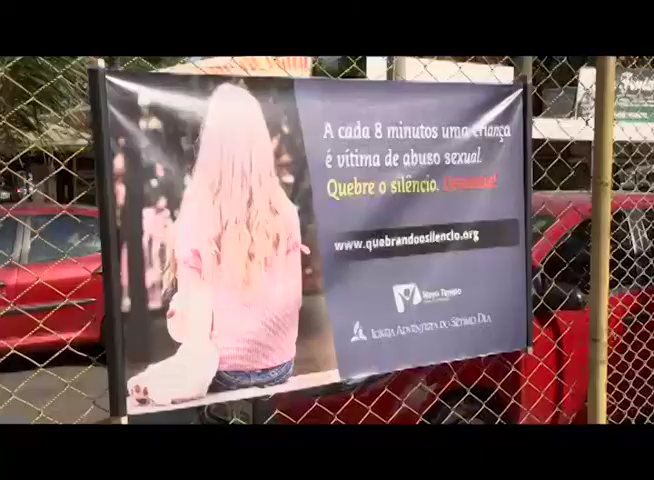 A cada 8 minutos uma criança
é vítima de abuso sexual.
Quebre o silêncio.
www.quebrandoosilencio.org
Novo Tempo
Igreja Adventista do Sétimo Dia